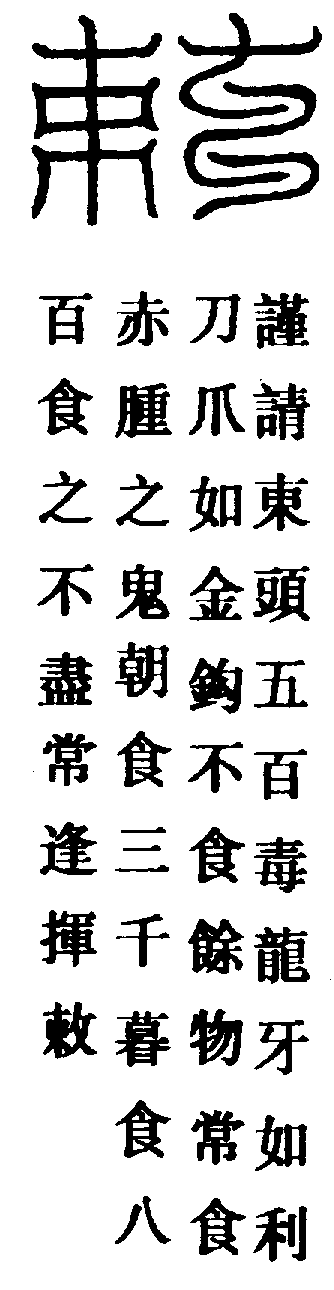 勅
謹請東頭五百毒龍牙如利
刀爪如金鈎不食餘物常食
赤腫之鬼朝食三千暮食八
百食之不盡常逢揮敕